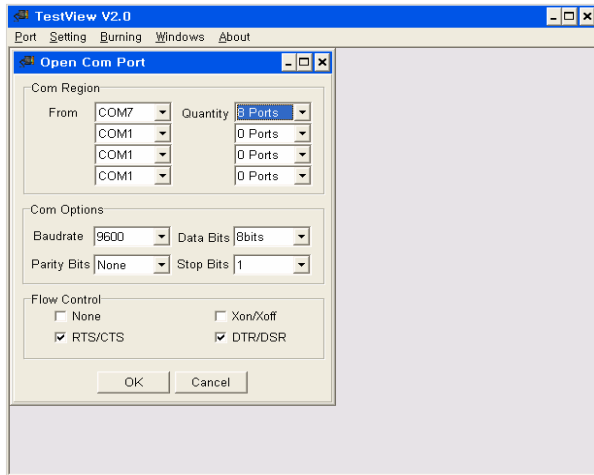 TestView V2.0
Port Setting Burning Windows About
Open Com Port
Com Region
From COM7 Quantity 8 Ports
COM1 0 Ports
COM1 0 Ports
COM1 0 Ports
Com Options
Baudrate 9600 Data Bits 8bits
Parity Bits None Stop Bits 1
Flow Control
None Xon/Xoff
RTS/CTS DTR/DSR
OK Cancel